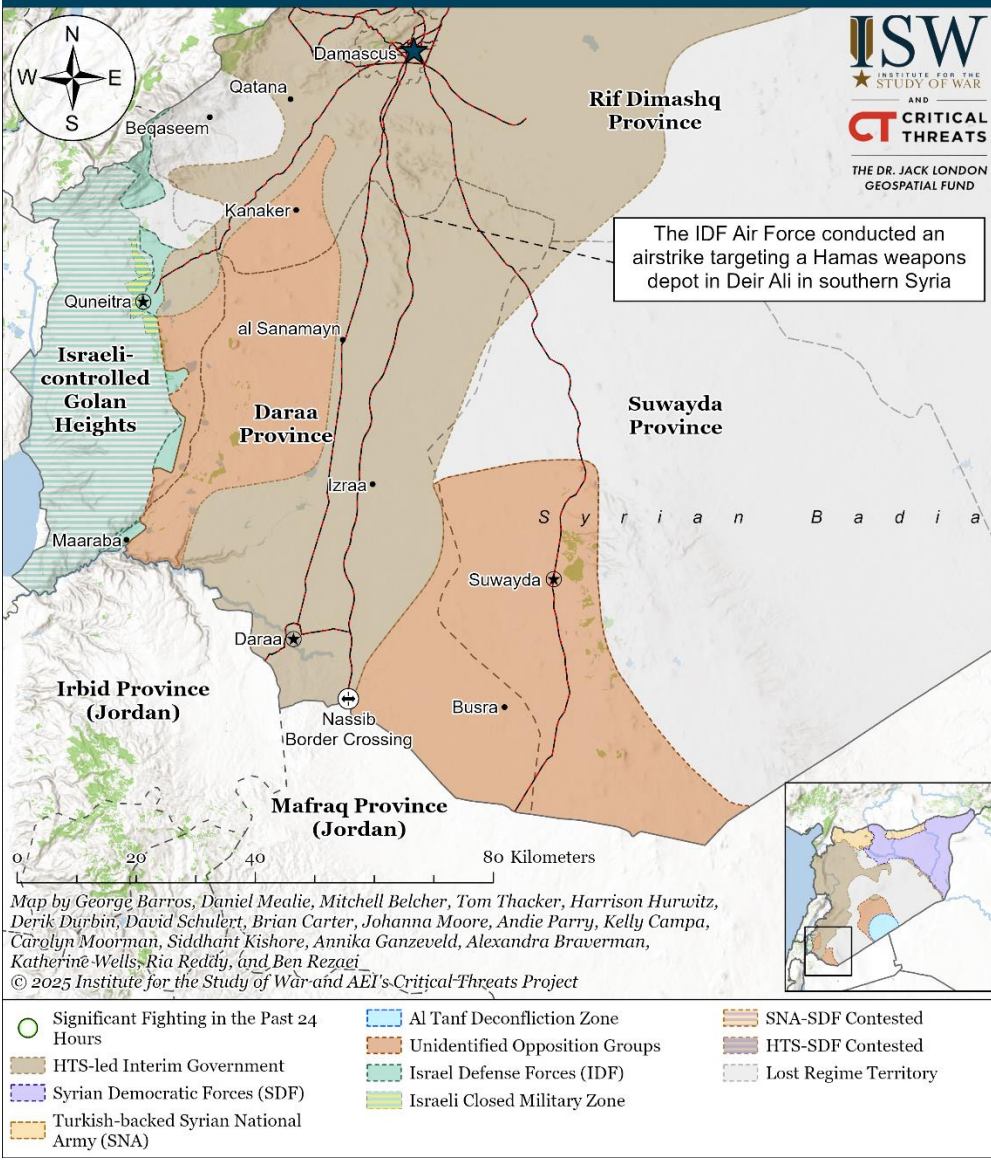 N
W E
S
ISW
INSTITUTE FOR THE
STUDY OF WAR
AND
CT CRITICAL
THREATS
THE DR. JACK LONDON
GEOSPATIAL FUND
Damascus
Qatana
Beqaseem
Rif Dimashq
Province
Kanaker
The IDF Air Force conducted an
airstrike targeting a Hamas weapons
depot in Deir Ali in southern Syria
Quneitra
al Sanamayn
Israeli-
controlled
Golan
Heights
Daraa
Province
Suwayda
Province
Izraa
Syrian Badia
Maaraba
Suwayda
Daraa
Irbid Province
(Jordan)
Nassib
Border Crossing
Busra
Mafraq Province
(Jordan)
0 20 40 80 Kilometers
Map by George Barros, Daniel Mealie, Mitchell Belcher, Tom Thacker, Harrison Hurwitz,
Derik Durbin, David Schulert, Brian Carter, Johanna Moore, Andie Parry, Kelly Campa,
Carolyn Moorman, Siddhant Kishore, Annika Ganzeveld, Alexandra Braverman,
Katherine Wells, Ria Reddy, and Ben Rezaei
© 2025 Institute for the Study of War and AEI's Critical Threats Project
Significant Fighting in the Past 24
Hours
HTS-led Interim Government
Syrian Democratic Forces (SDF)
Turkish-backed Syrian National
Army (SNA)
Al Tanf Deconfliction Zone
Unidentified Opposition Groups
Israel Defense Forces (IDF)
Israeli Closed Military Zone
SNA-SDF Contested
HTS-SDF Contested
Lost Regime Territory